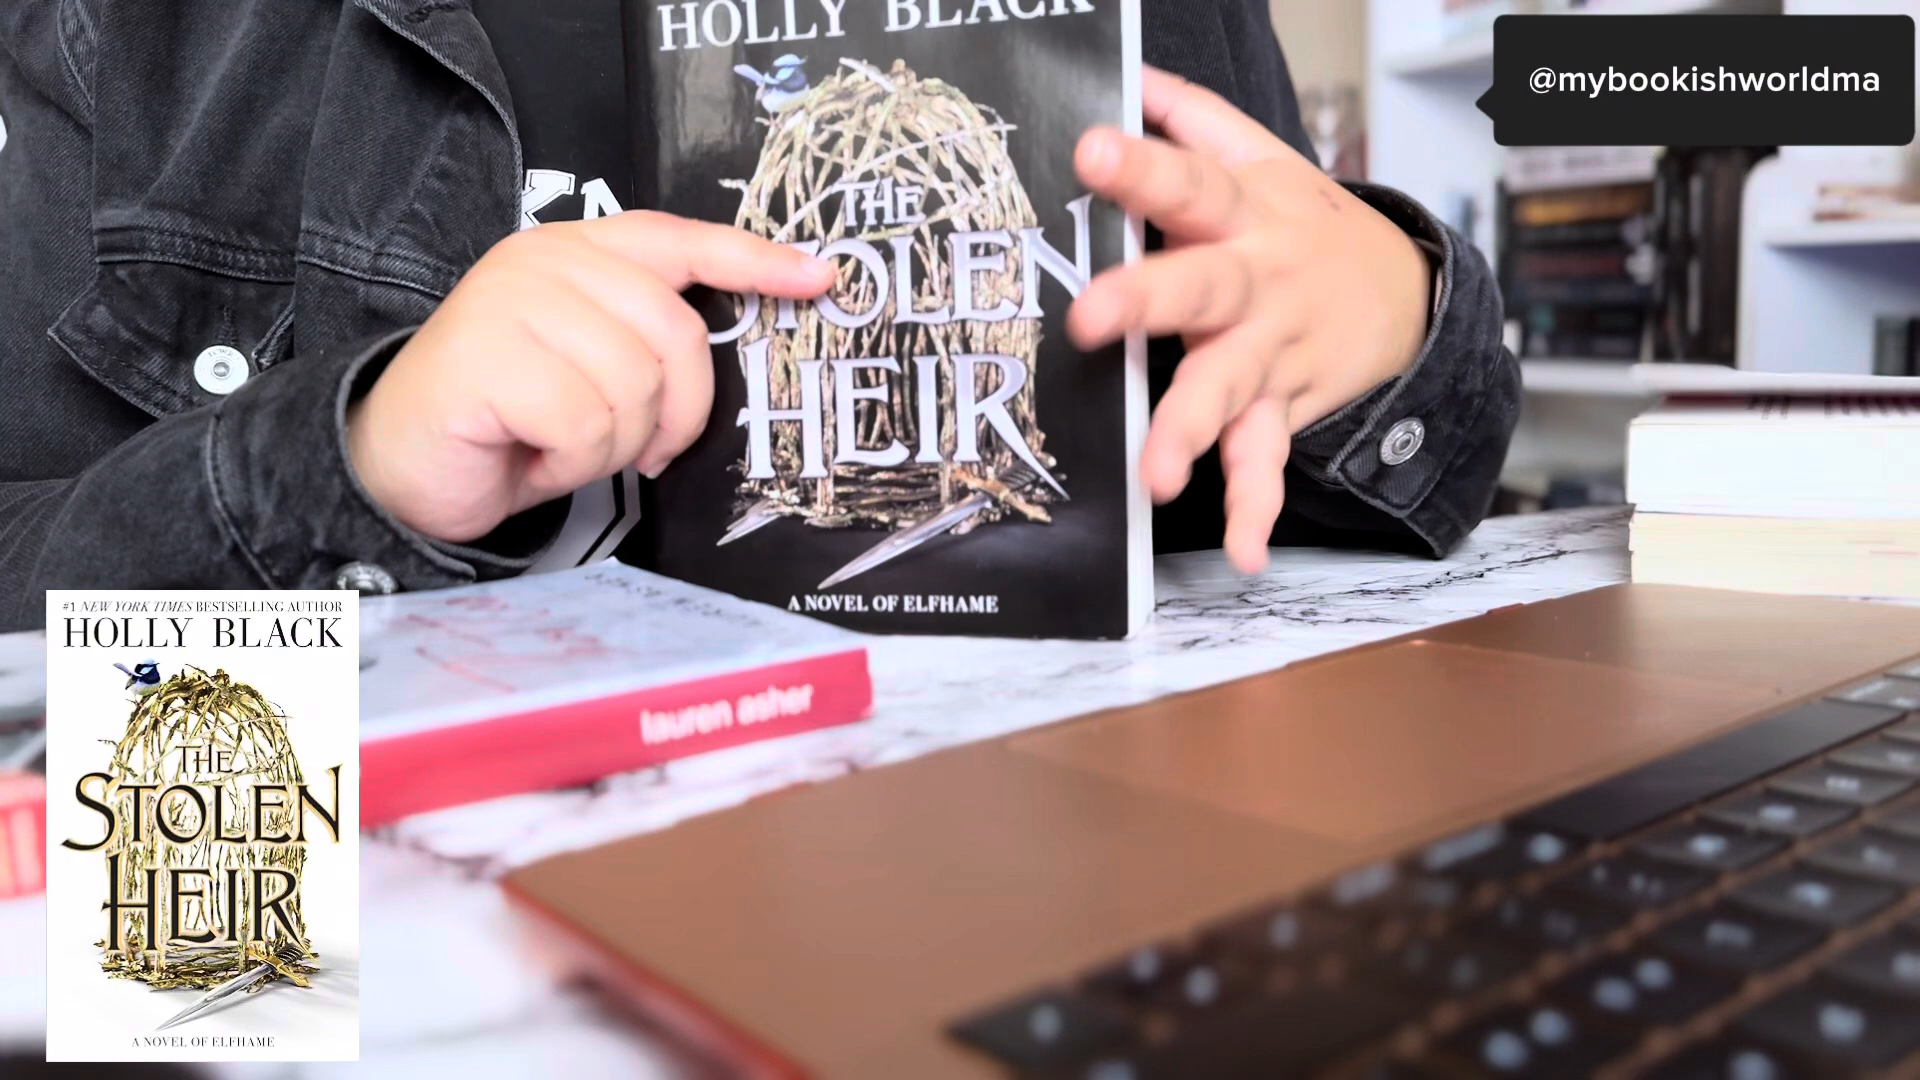 HOLLY BLACK
THE
STOLEN
HEIR
A NOVEL OF ELFHAME
@mybookishworldma
lauren asher
#1 NEW YORK TIMES BESTSELLING AUTHOR
HOLLY BLACK
THE
STOLEN
HEIR
A NOVEL OF ELFHAME